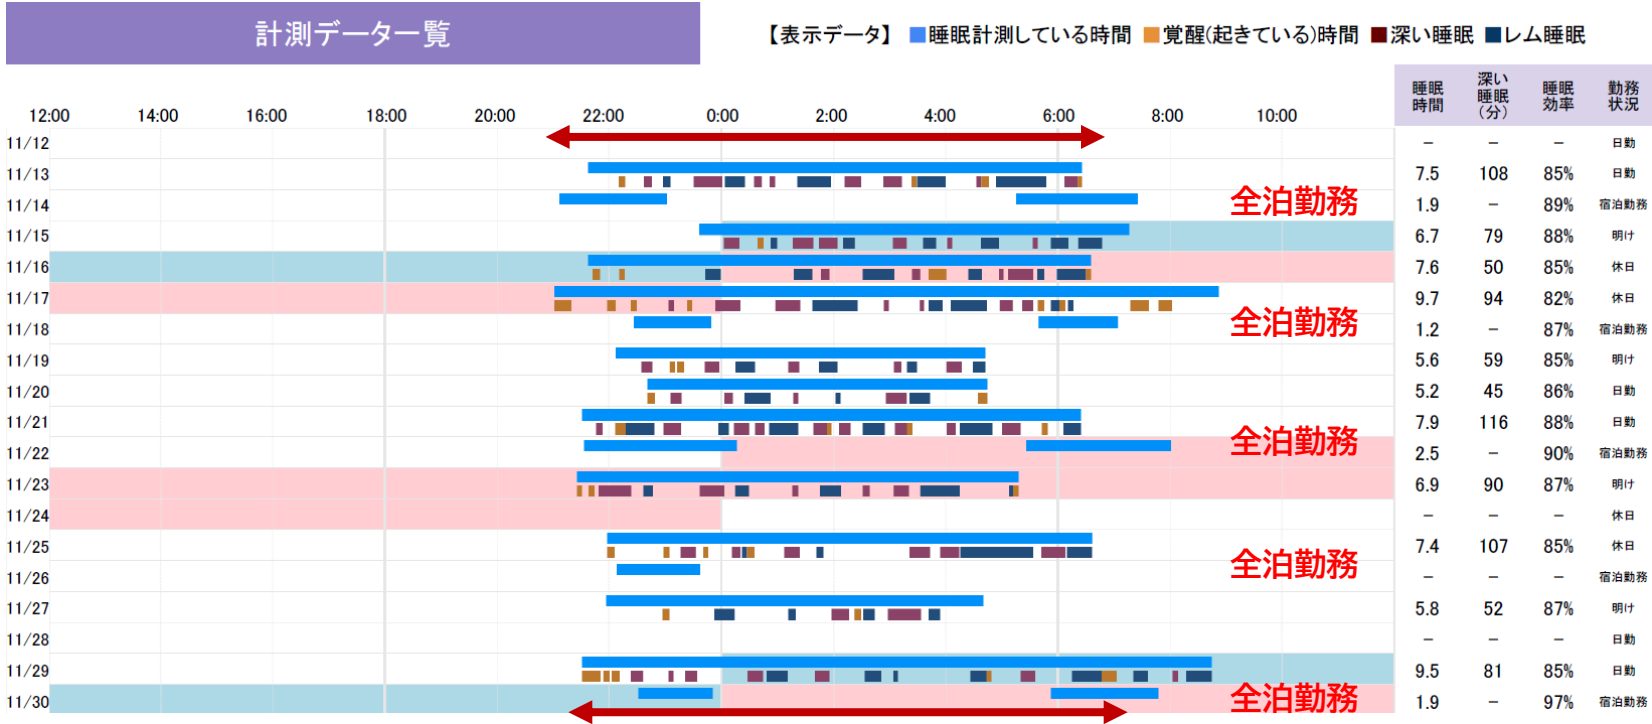 計測データ一覧
【表示データ】 ■睡眠計測している時間 ■覚醒(起きている)時間 ■深い睡眠 ■レム睡眠
睡眠時間 深い睡眠(分) 睡眠効率 勤務状況
12:00 14:00 16:00 18:00 20:00 22:00 0:00 2:00 4:00 6:00 8:00 10:00
11/12 － － － 日勤
11/13 7.5 108 85% 日勤
11/14 全泊勤務 1.9 － 89% 宿泊勤務
11/15 6.7 79 88% 明け
11/16 7.6 50 85% 休日
11/17 9.7 94 82% 休日
11/18 全泊勤務 1.2 － 87% 宿泊勤務
11/19 5.6 59 85% 明け
11/20 5.2 45 86% 日勤
11/21 7.9 116 88% 日勤
11/22 全泊勤務 2.5 － 90% 宿泊勤務
11/23 6.9 90 87% 明け
11/24 － － － 休日
11/25 7.4 107 85% 休日
11/26 全泊勤務 － － － 宿泊勤務
11/27 5.8 52 87% 明け
11/28 － － － 日勤
11/29 9.5 81 85% 日勤
11/30 全泊勤務 1.9 － 97% 宿泊勤務